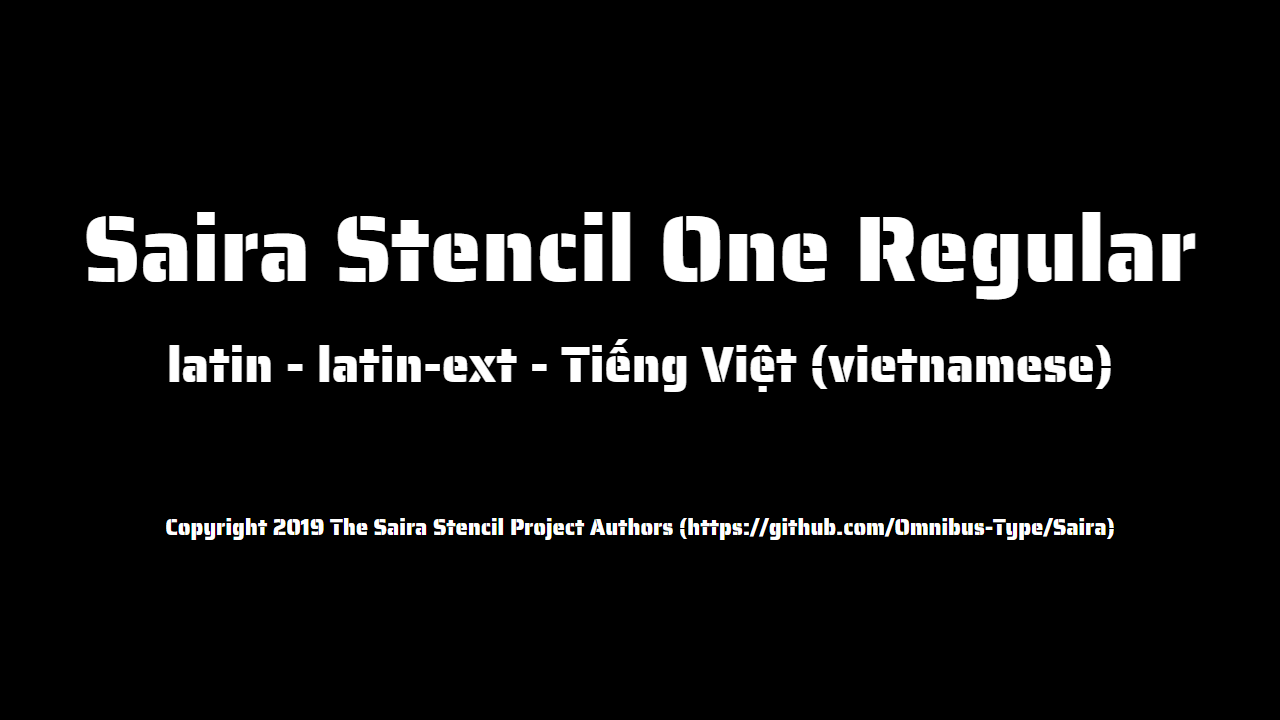 Saira Stencil One Regular
latin - latin-ext - Tiếng Việt (vietnamese)
Copyright 2019 The Saira Stencil Project Authors (https://github.com/Omnibus-Type/Saira)